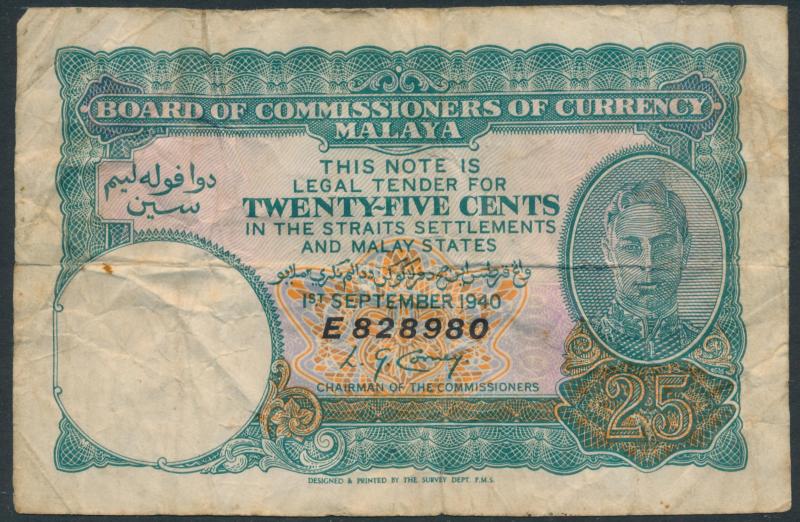 BOARD OF COMMISSIONERS OF CURRENCY
MALAYA
دوا ڤوله ليم
سين
THIS NOTE IS
LEGAL TENDER FOR
TWENTY-FIVE CENTS
IN THE STRAITS SETTLEMENTS
AND MALAY STATES
1ST SEPTEMBER 1940
E 828980
CHAIRMAN OF THE COMMISSIONERS
25
DESIGNED & PRINTED BY THE SURVEY DEPT. F.M.S.